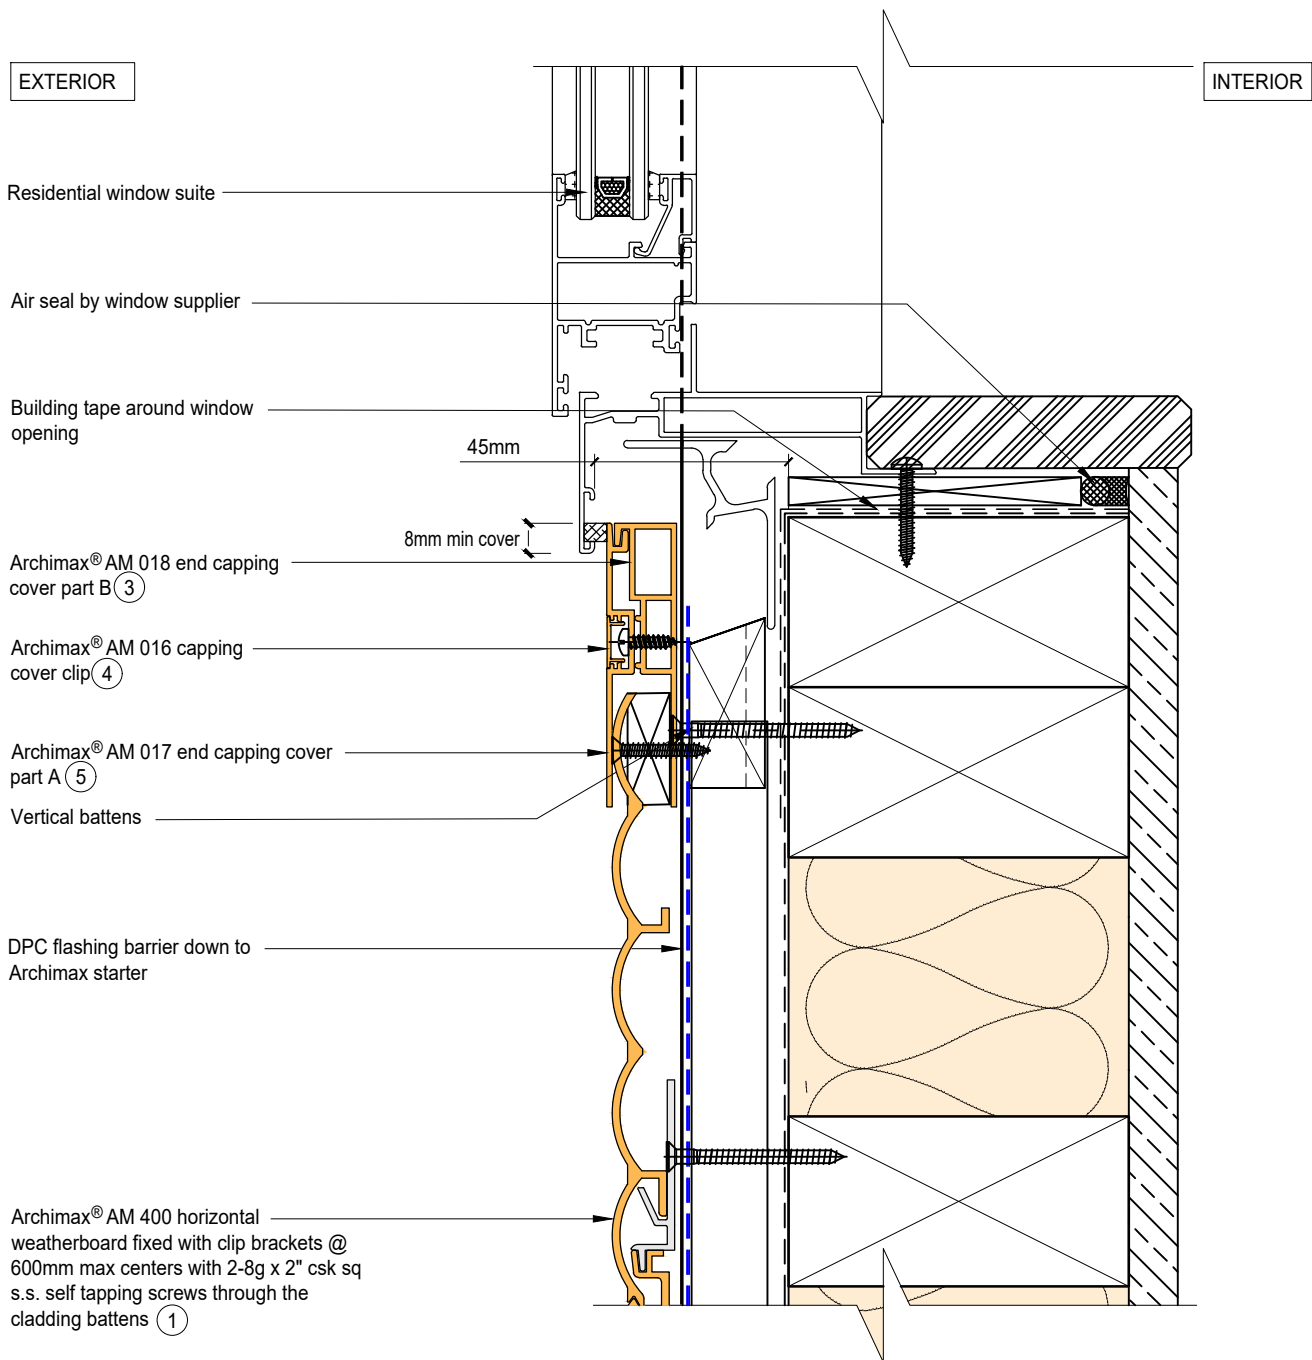 EXTERIOR
INTERIOR
Residential window suite
Air seal by window supplier
Building tape around window
opening
45mm
8mm min cover
Archimax® AM 018 end capping
cover part B 3
Archimax® AM 016 capping
cover clip 4
Archimax® AM 017 end capping cover
part A 5
Vertical battens
DPC flashing barrier down to
Archimax starter
Archimax® AM 400 horizontal
weatherboard fixed with clip brackets @
600mm max centers with 2-8g x 2" csk sq
s.s. self tapping screws through the
cladding battens 1